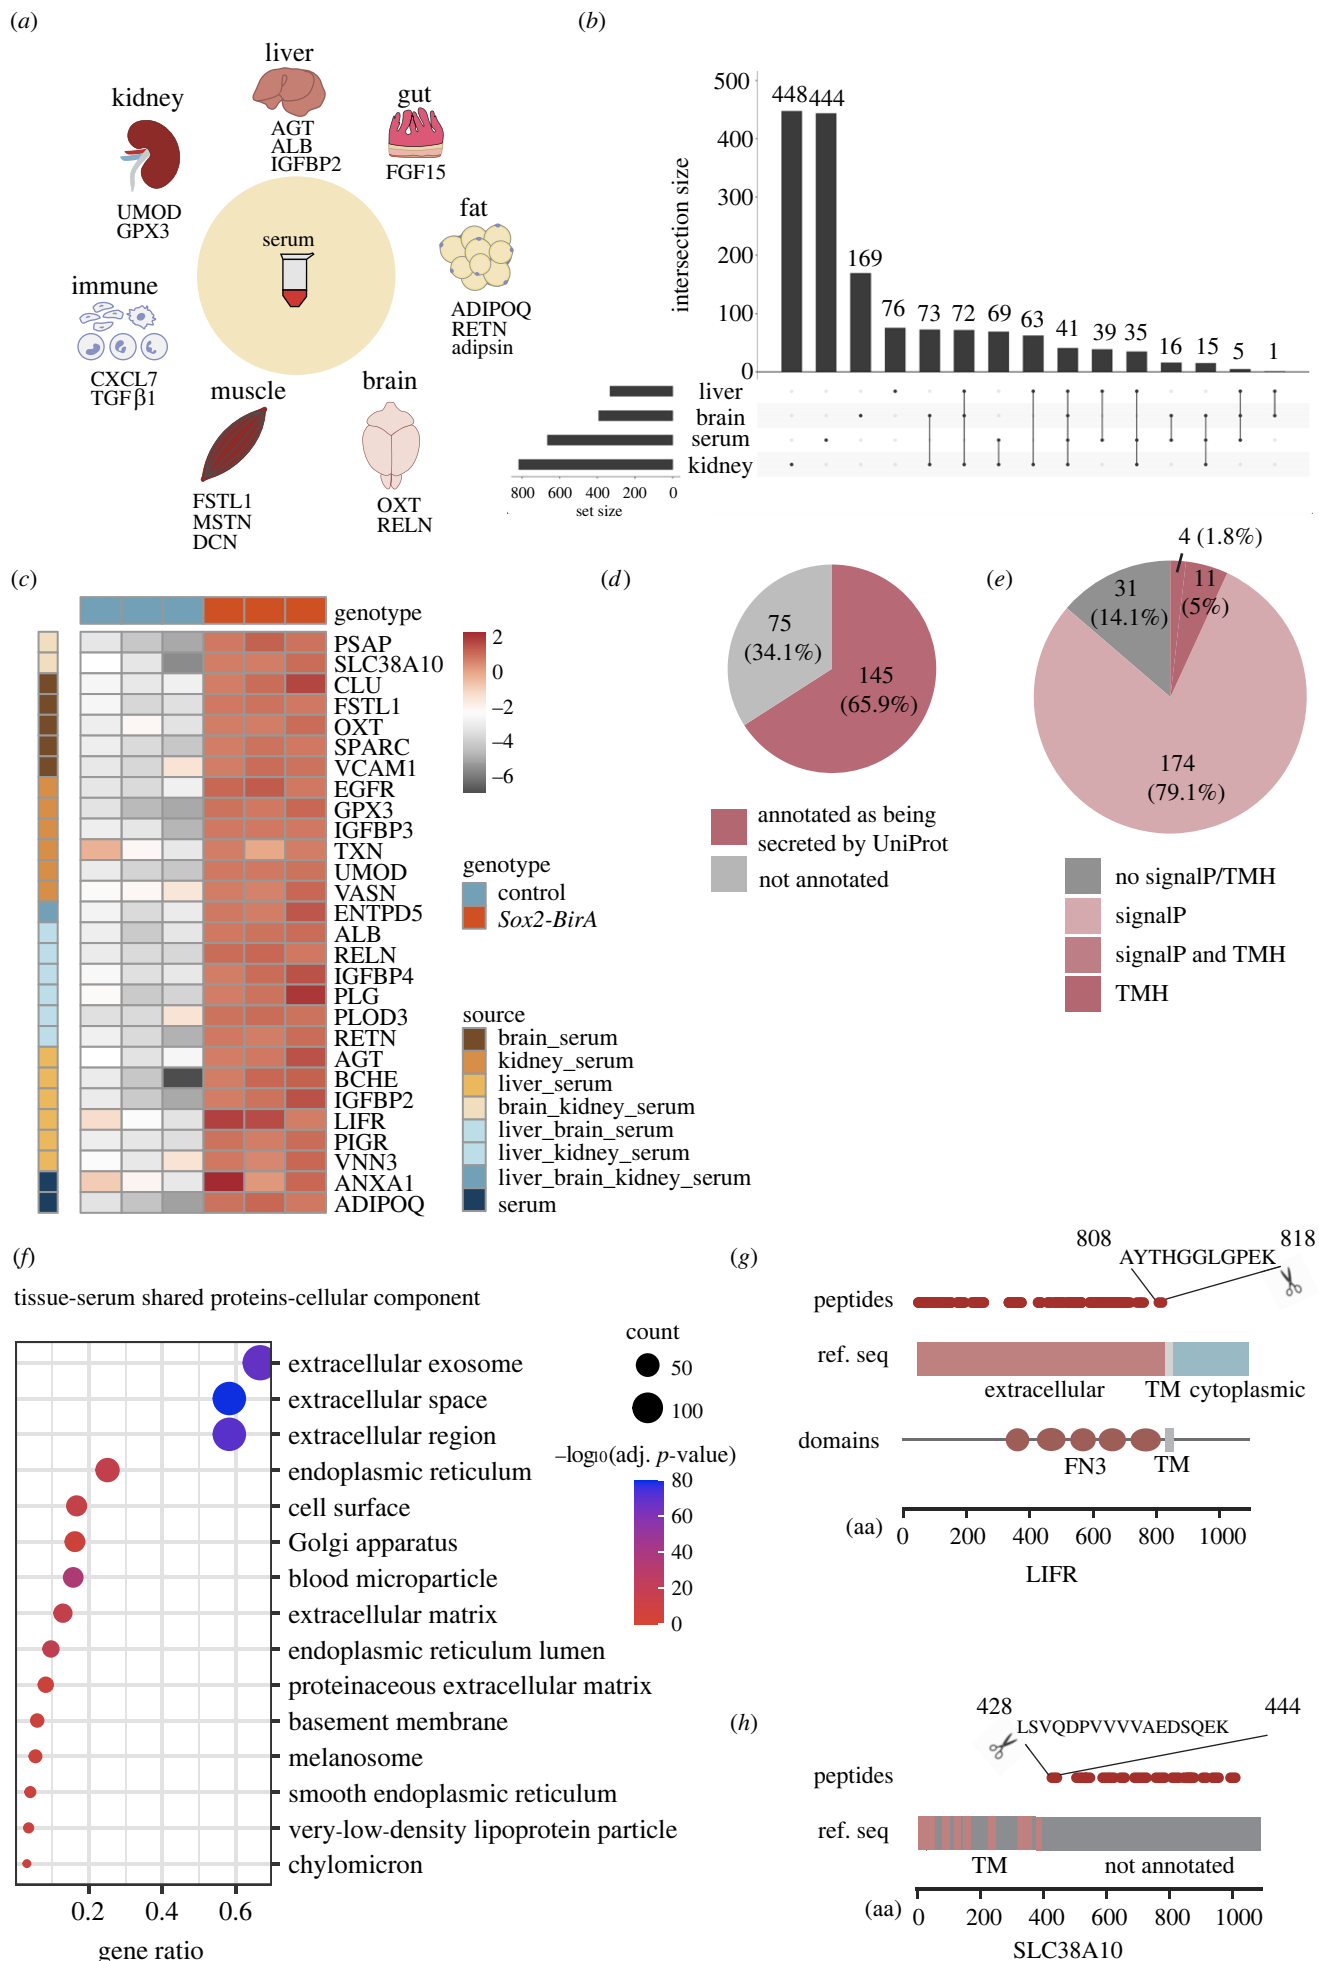 (a)
liver
AGT
ALB
IGFBP2
kidney
UMOD
GPX3
gut
FGF15
fat
ADIPOQ
RETN
adipsin
serum
immune
CXCL7
TGFβ1
muscle
FSTL1
MSTN
DCN
brain
OXT
RELN
(b)
intersection size
500
400
300
200
100
0
448 444 169 76 73 72 69 63 41 39 35 16 15 5 1
liver
brain
serum
kidney
800 600 400 200 0
set size
(c)
genotype
PSAP
SLC38A10
CLU
FSTL1
OXT
SPARC
VCAM1
EGFR
GPX3
IGFBP3
TXN
UMOD
VASN
ENTPD5
ALB
RELN
IGFBP4
PLG
PLOD3
RETN
AGT
BCHE
IGFBP2
LIFR
PIGR
VNN3
ANXA1
ADIPOQ
2
0
–2
–4
–6
genotype
control
Sox2-BirA
source
brain_serum
kidney_serum
liver_serum
brain_kidney_serum
liver_brain_serum
liver_kidney_serum
liver_brain_kidney_serum
serum
(d)
75
(34.1%)
145
(65.9%)
annotated as being
secreted by UniProt
not annotated
(e)
4 (1.8%)
11
(5%)
31
(14.1%)
174
(79.1%)
no signalP/TMH
signalP
signalP and TMH
TMH
(f)
tissue-serum shared proteins-cellular component
extracellular exosome
extracellular space
extracellular region
endoplasmic reticulum
cell surface
Golgi apparatus
blood microparticle
extracellular matrix
endoplasmic reticulum lumen
proteinaceous extracellular matrix
basement membrane
melanosome
smooth endoplasmic reticulum
very-low-density lipoprotein particle
chylomicron
0.2 0.4 0.6
gene ratio
count
50
100
–log10(adj. p-value)
80
60
40
20
0
(g)
808 818
AYTHGGLGPEK
peptides
ref. seq
extracellular TM cytoplasmic
domains
FN3 TM
(aa)
0 200 400 600 800 1000
LIFR
(h)
428 444
LSVQDPVVVVAEDSQEK
peptides
ref. seq
TM not annotated
(aa)
0 200 400 600 800 1000
SLC38A10